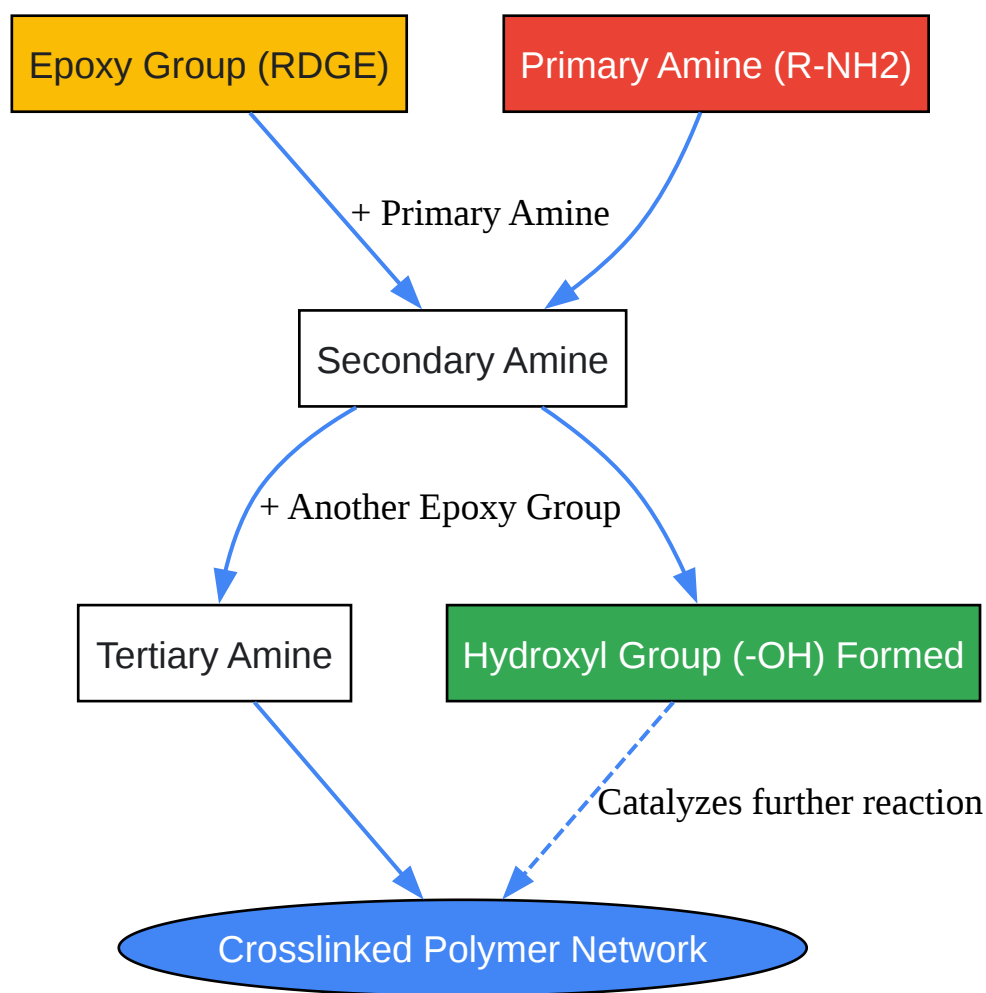 Epoxy Group (RDGE)
Primary Amine (R-NH2)
+ Primary Amine
Secondary Amine
+ Another Epoxy Group
Tertiary Amine
Hydroxyl Group (-OH) Formed
Catalyzes further reaction
Crosslinked Polymer Network